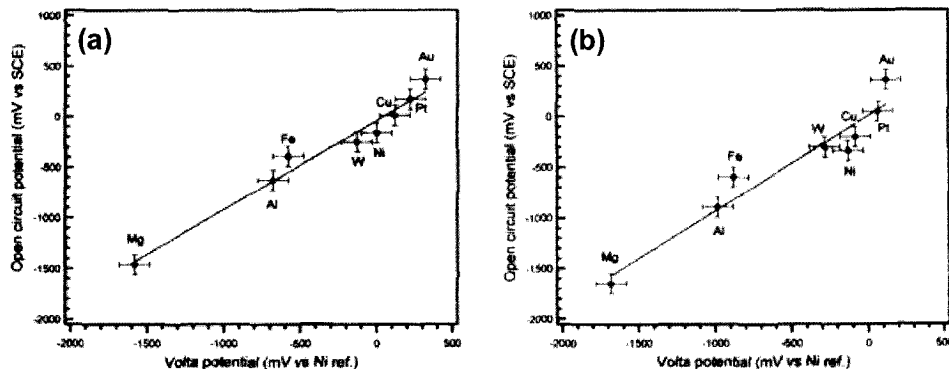 (a)
Open circuit potential (mV vs SCE)
1000
500
0
-500
-1000
-1500
-2000
Au
Cu
Pt
Fe
W
Ni
Al
Mg
-2000
-1500
-1000
-500
0
500
Volta potential (mV vs Ni ref.)
(b)
Open circuit potential (mV vs SCE)
1000
500
0
-500
-1000
-1500
-2000
Au
Cu
W
Pt
Ni
Fe
Al
Mg
-2000
-1500
-1000
-500
0
500
Volta potential (mV vs Ni ref.)